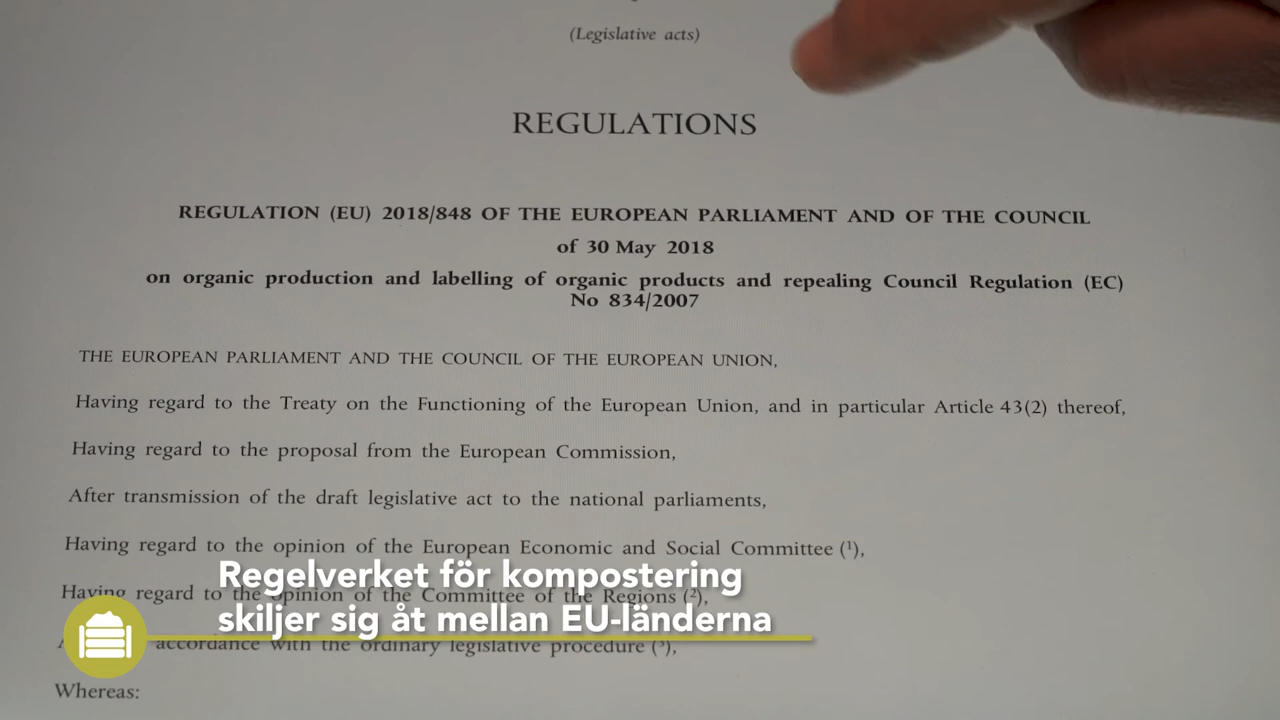 (Legislative acts)
REGULATIONS
REGULATION (EU) 2018/848 OF THE EUROPEAN PARLIAMENT AND OF THE COUNCIL
of 30 May 2018
on organic production and labelling of organic products and repealing Council Regulation (EC)
No 834/2007
THE EUROPEAN PARLIAMENT AND THE COUNCIL OF THE EUROPEAN UNION,
Having regard to the Treaty on the Functioning of the European Union, and in particular Article 43(2) thereof,
Having regard to the proposal from the European Commission,
After transmission of the draft legislative act to the national parliaments,
Having regard to the opinion of the European Economic and Social Committee (¹),
Having regard to the opinion of the Committee of the Regions (²),
accordance with the ordinary legislative procedure (³),
Whereas:
Regelverket för kompostering
skiljer sig åt mellan EU-länderna